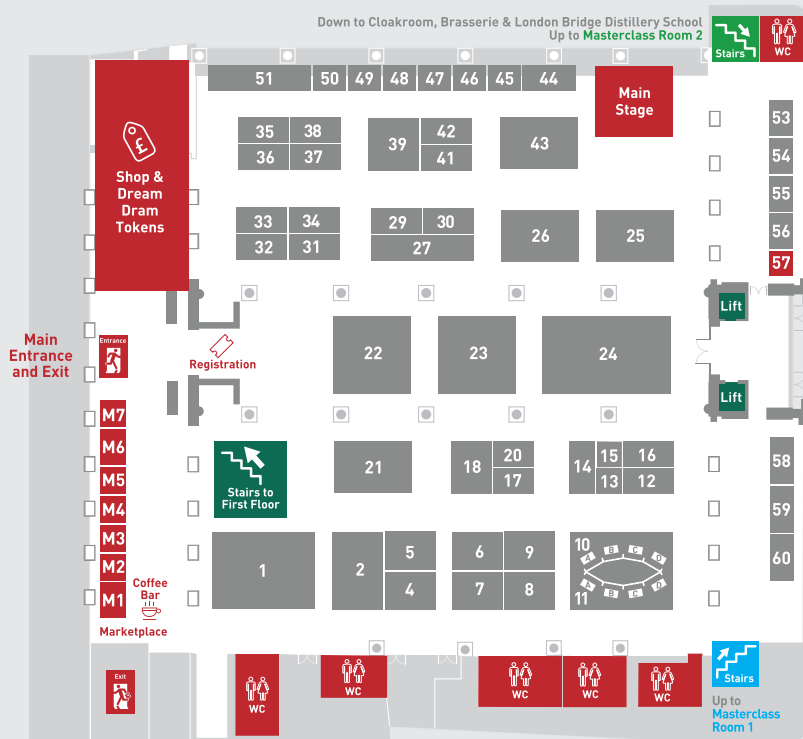 Down to Cloakroom, Brasserie & London Bridge Distillery School
Up to Masterclass Room 2
Stairs
WC
51
50
49
48
47
46
45
44
Main
Stage
53
54
55
56
57
£
Shop &
Dream
Dram
Tokens
35
38
36
37
39
42
41
43
33
34
32
31
29
30
27
26
25
Lift
Main
Entrance
and Exit
Entrance
Registration
22
23
24
Lift
M7
M6
M5
M4
M3
M2
M1
Coffee
Bar
Marketplace
Stairs to
First Floor
21
18
20
17
14
15
16
13
12
58
59
60
1
2
5
4
6
9
7
8
10
A
B
C
D
11
A
B
C
D
Exit
WC
WC
WC
WC
WC
Stairs
Up to
Masterclass
Room 1